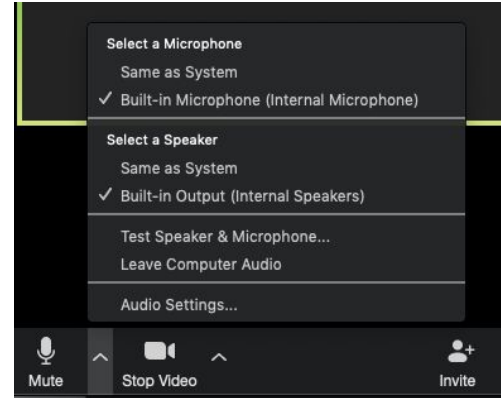 Select a Microphone
Same as System
✓ Built-in Microphone (Internal Microphone)
Select a Speaker
Same as System
✓ Built-in Output (Internal Speakers)
Test Speaker & Microphone...
Leave Computer Audio
Audio Settings...
Mute
Stop Video
Invite